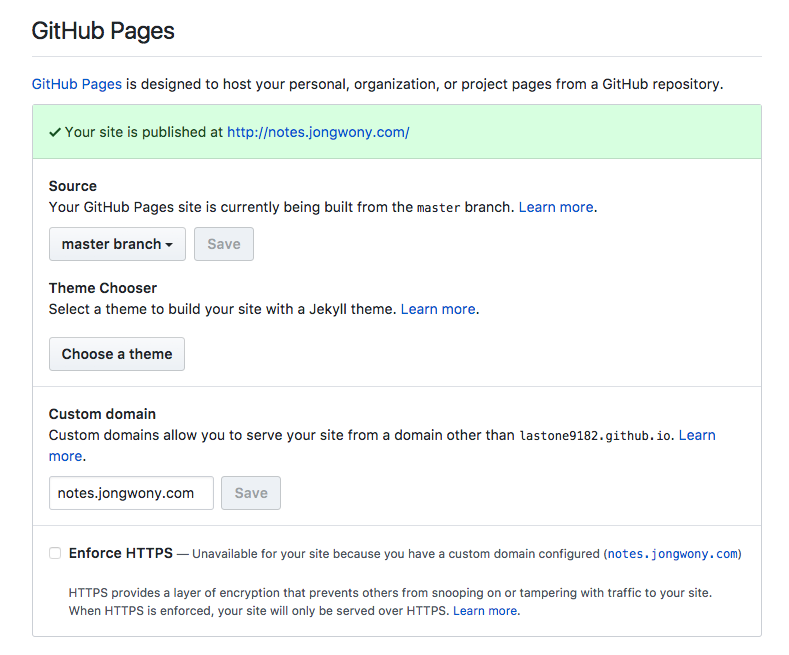 GitHub Pages
GitHub Pages is designed to host your personal, organization, or project pages from a GitHub repository.
✓ Your site is published at http://notes.jongwony.com/
Source
Your GitHub Pages site is currently being built from the master branch. Learn more.
master branch Save
Theme Chooser
Select a theme to build your site with a Jekyll theme. Learn more.
Choose a theme
Custom domain
Custom domains allow you to serve your site from a domain other than lastone9182.github.io. Learn
more.
notes.jongwony.com Save
Enforce HTTPS — Unavailable for your site because you have a custom domain configured (notes.jongwony.com)
HTTPS provides a layer of encryption that prevents others from snooping on or tampering with traffic to your site.
When HTTPS is enforced, your site will only be served over HTTPS. Learn more.